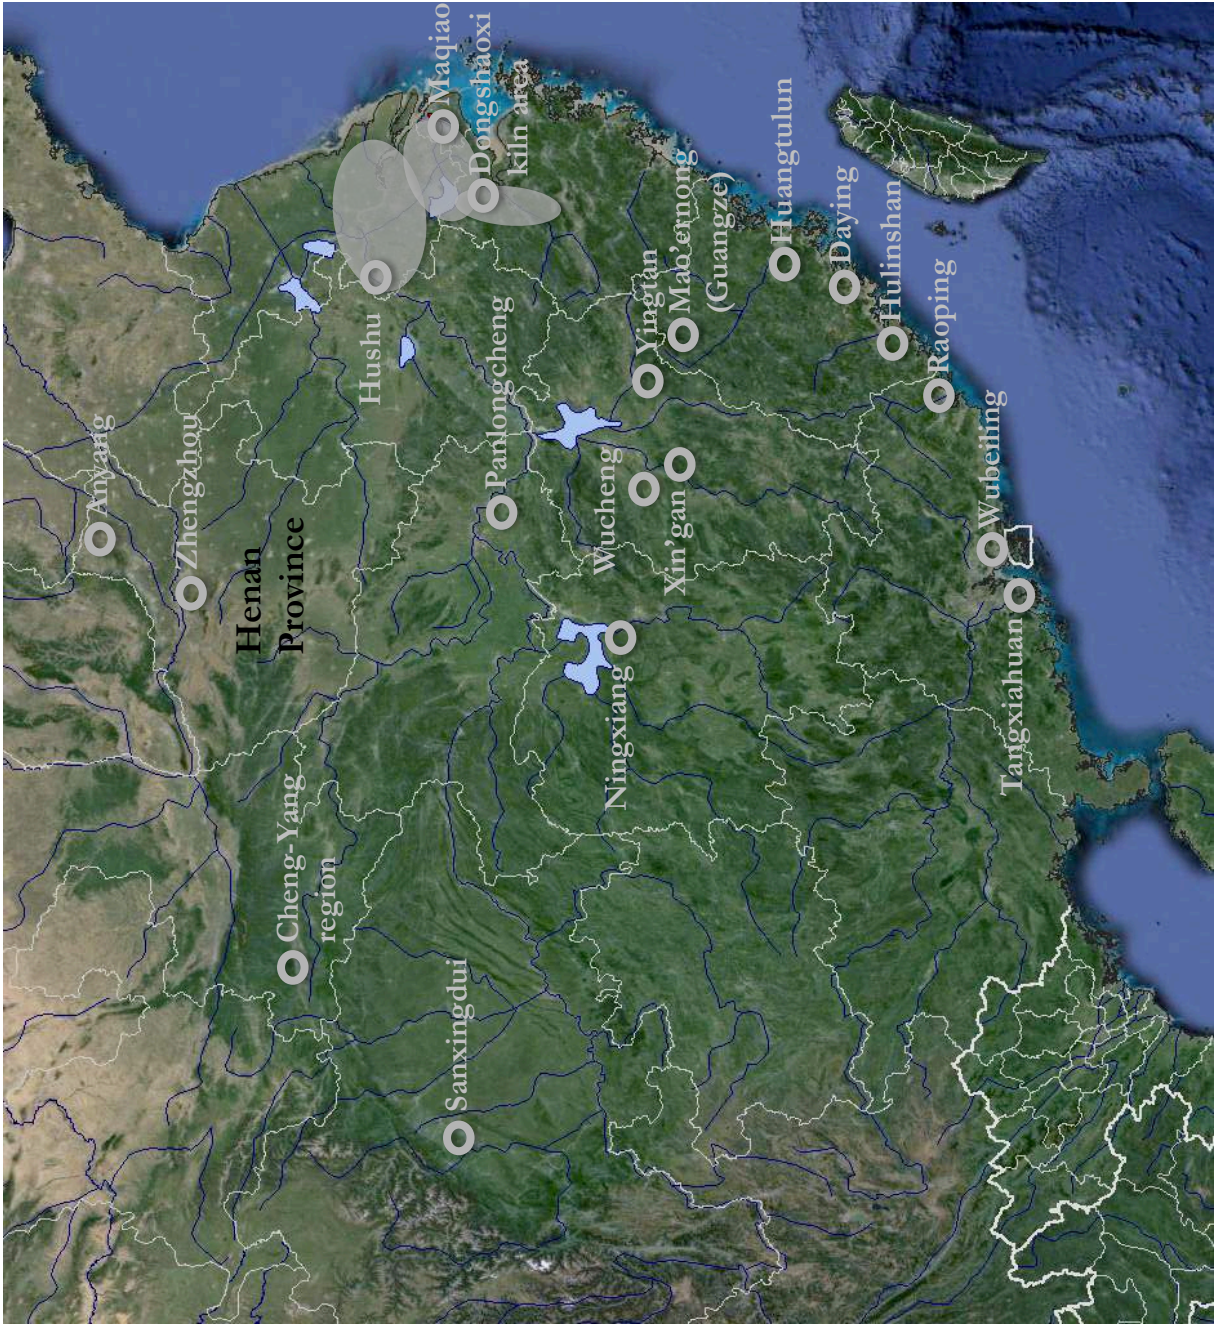 Anyang
Zhengzhou
Henan
Province
Cheng-Yang
region
Hushu
Maqiao
Dongshaoxi
kiln area
Sanxingdui
Panlongcheng
Wucheng
Xin'gan
Ningxiang
Yingtan
Mao'ernong
(Guangze)
Huangtulun
Daying
Hulinshan
Raoping
Wubeiling
Tangxiahuan